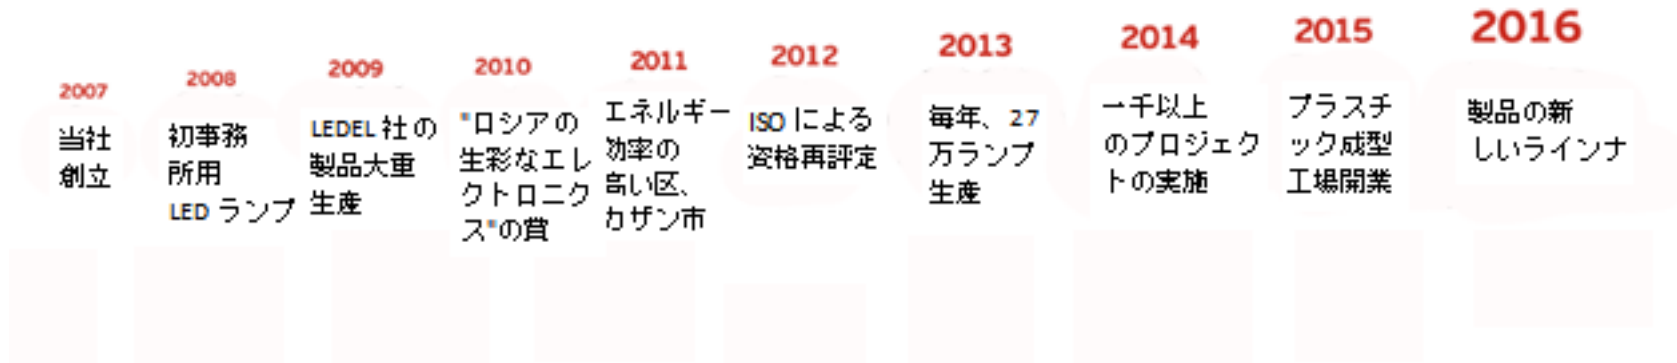 2007
当社
創立
2008
初事務
所用
LED ランプ
2009
LEDEL 社の
製品大重
生産
2010
"ロシアの
生彩なエレ
クトロニク
ス"の賞
2011
エネルギー
効率の
高い区、
カザン市
2012
ISO による
資格再評定
2013
毎年、27
万ランプ
生産
2014
一千以上
のプロジェク
トの実施
2015
プラスチ
ック成型
工場開業
2016
製品の新
しいラインナ